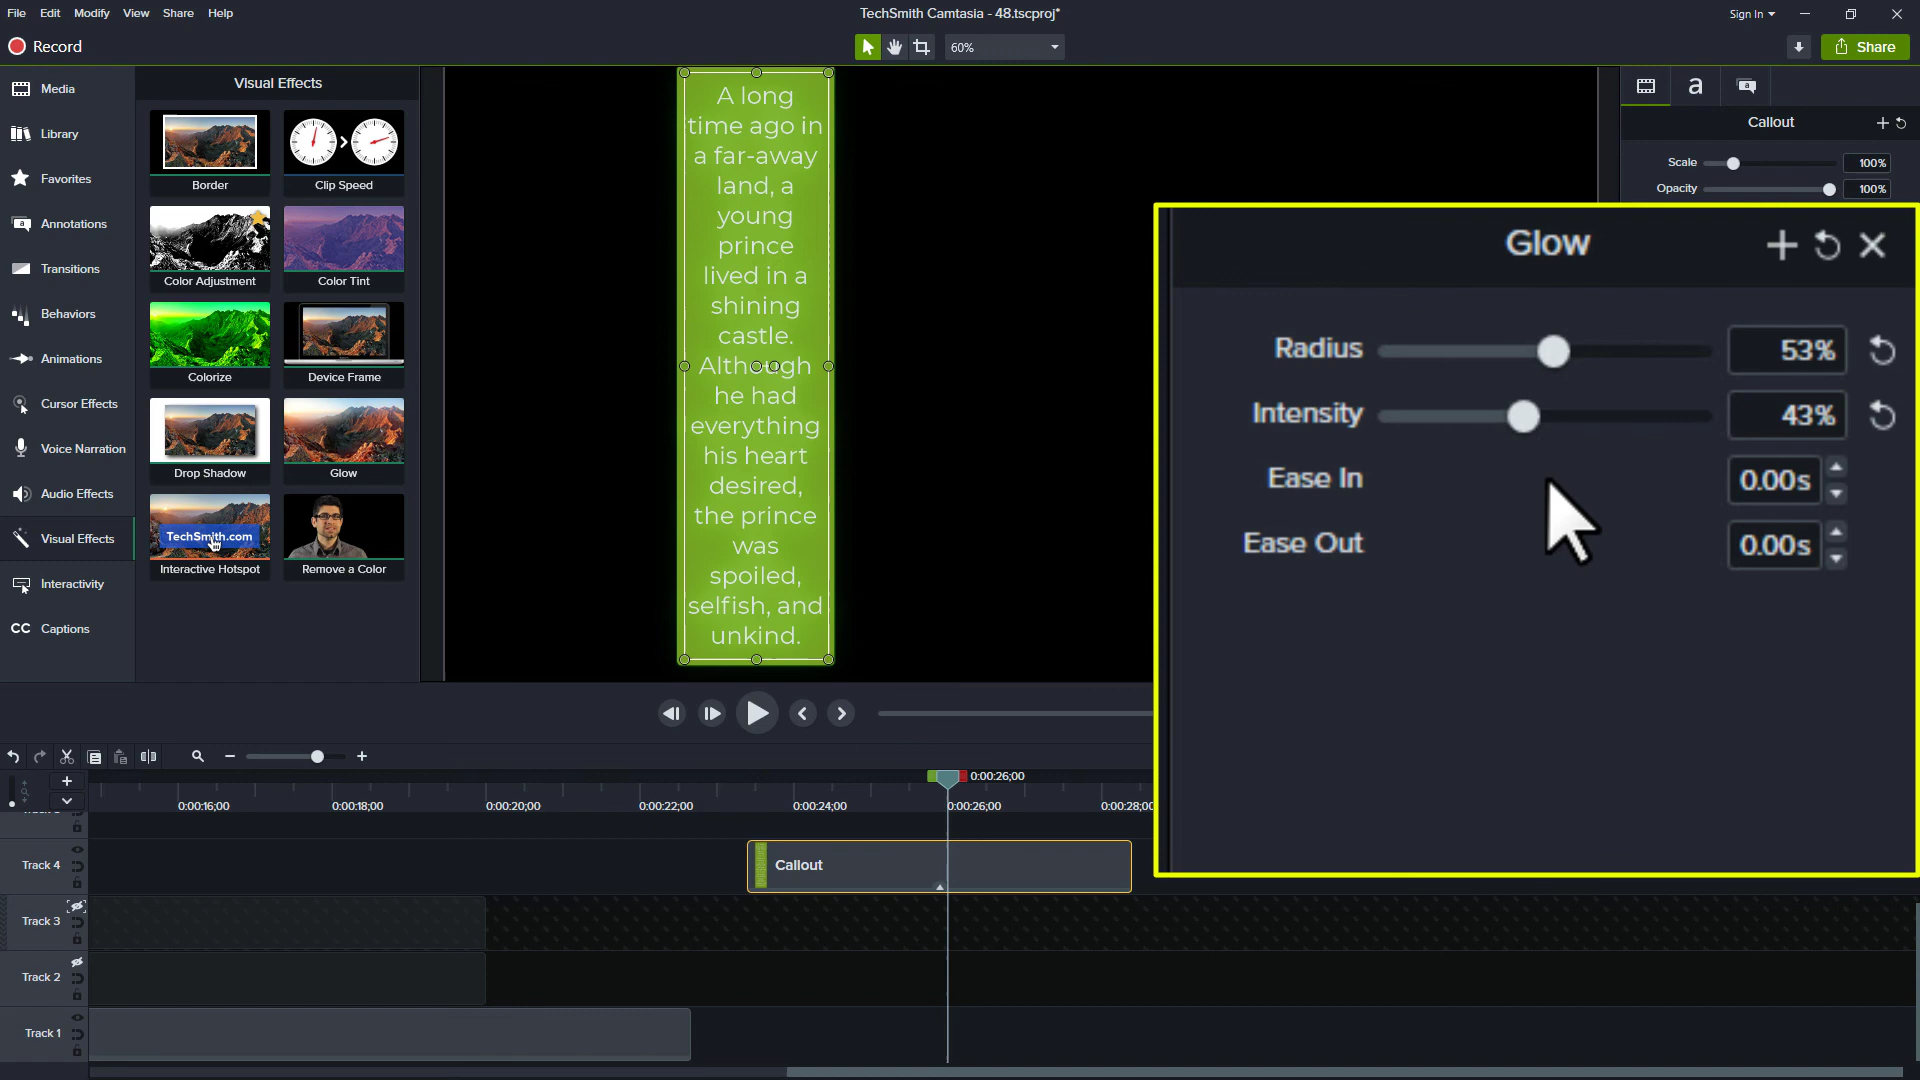 File Edit Modify View Share Help
TechSmith Camtasia - 48.tscproj*
Sign In
Record
60%
Share
Media
Library
Favorites
Annotations
Transitions
Behaviors
Animations
Cursor Effects
Voice Narration
Audio Effects
Visual Effects
Interactivity
CC Captions
Visual Effects
Border
Clip Speed
Color Adjustment
Color Tint
Colorize
Device Frame
Drop Shadow
Glow
TechSmith.com
Interactive Hotspot
Remove a Color
A long
time ago in
a far-away
land, a
young
prince
lived in a
shining
castle.
Although
he had
everything
his heart
desired,
the prince
was
spoiled,
selfish, and
unkind.
a
a
Callout
Scale 100%
Opacity 100%
Glow
Radius 53%
Intensity 43%
Ease In 0.00s
Ease Out 0.00s
0:00:26;00
0:00:16;00 0:00:18;00 0:00:20;00 0:00:22;00 0:00:24;00 0:00:26;00 0:00:28;00
Track 4
Callout
Track 3
Track 2
Track 1